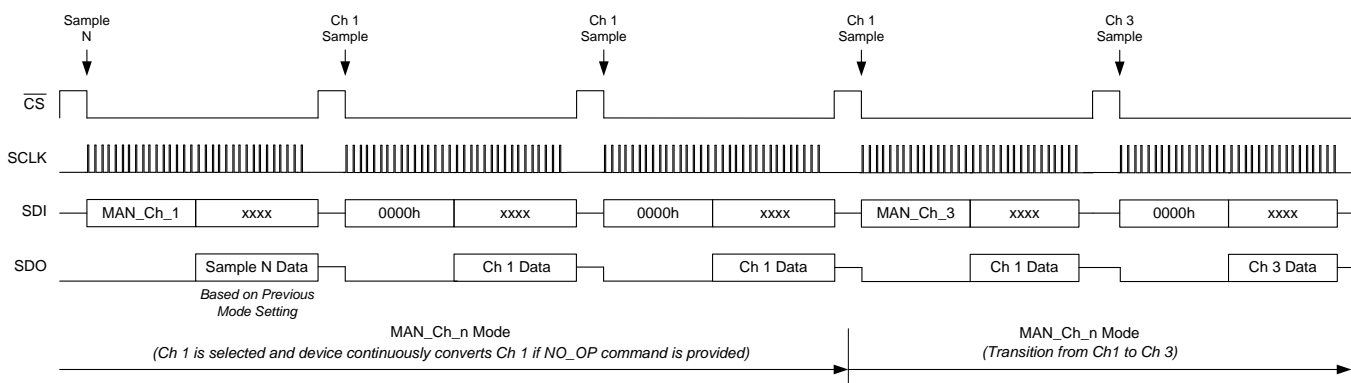 Sample
N
Ch 1
Sample
Ch 1
Sample
Ch 1
Sample
Ch 3
Sample
CS
SCLK
SDI
MAN_Ch_1
xxxx
0000h
xxxx
0000h
xxxx
MAN_Ch_3
xxxx
0000h
xxxx
SDO
Sample N Data
Ch 1 Data
Ch 1 Data
Ch 1 Data
Ch 3 Data
Based on Previous
Mode Setting
MAN_Ch_n Mode
(Ch 1 is selected and device continuously converts Ch 1 if NO_OP command is provided)
MAN_Ch_n Mode
(Transition from Ch1 to Ch 3)